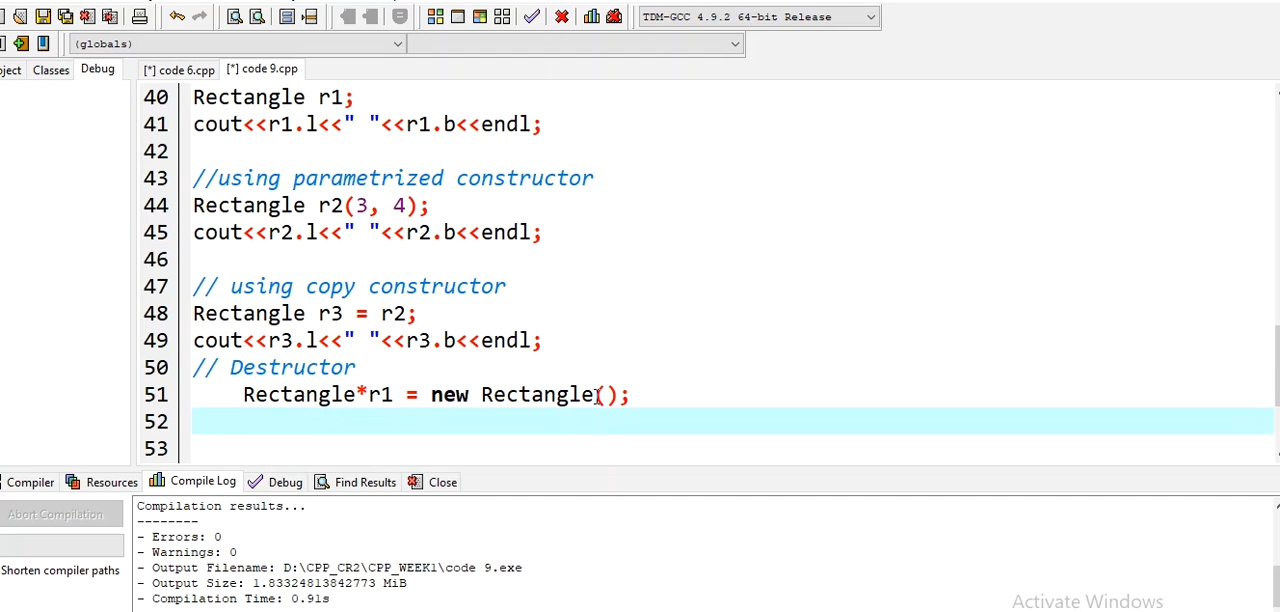 TDM-GCC 4.9.2 64-bit Release
(globals)
ject Classes Debug [*] code 6.cpp [*] code 9.cpp
40 Rectangle r1;
41 cout<<r1.l<<" "<<r1.b<<endl;
42
43 //using parametrized constructor
44 Rectangle r2(3, 4);
45 cout<<r2.l<<" "<<r2.b<<endl;
46
47 // using copy constructor
48 Rectangle r3 = r2;
49 cout<<r3.l<<" "<<r3.b<<endl;
50 // Destructor
51 Rectangle*r1 = new Rectangle();
52
53
Compiler Resources Compile Log Debug Find Results Close
Abort Compilation
Shorten compiler paths
Compilation results...
--------
- Errors: 0
- Warnings: 0
- Output Filename: D:\CPP_CR2\CPP_WEEK1\code 9.exe
- Output Size: 1.83324813842773 MiB
- Compilation Time: 0.91s
Activate Windows